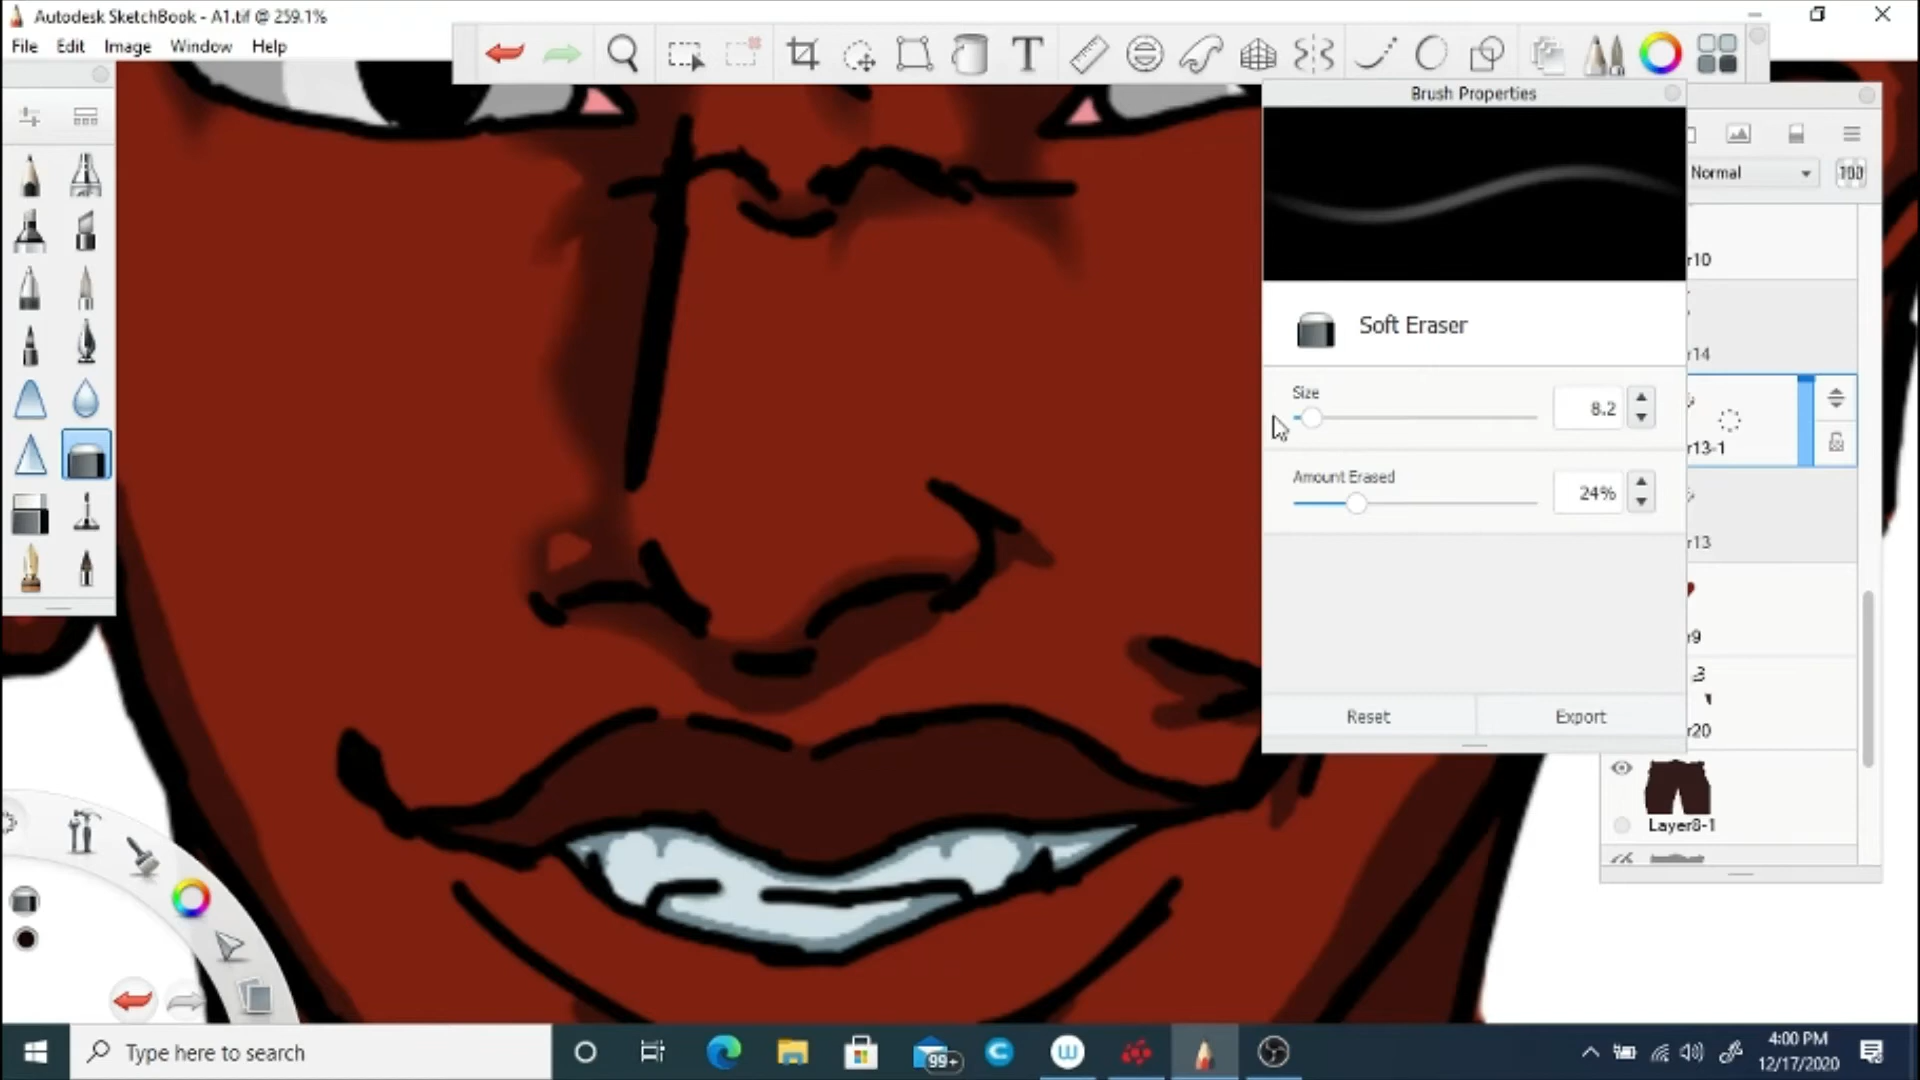 Autodesk SketchBook - A1.tif @ 259.1%
File Edit Image Window Help
T
Brush Properties
Normal
100
r10
Soft Eraser
r14
Size
8.2
r13-1
Amount Erased
24%
r13
r9
r20
Reset
Export
Layer8-1
Type here to search
99+
4:00 PM
12/17/2020